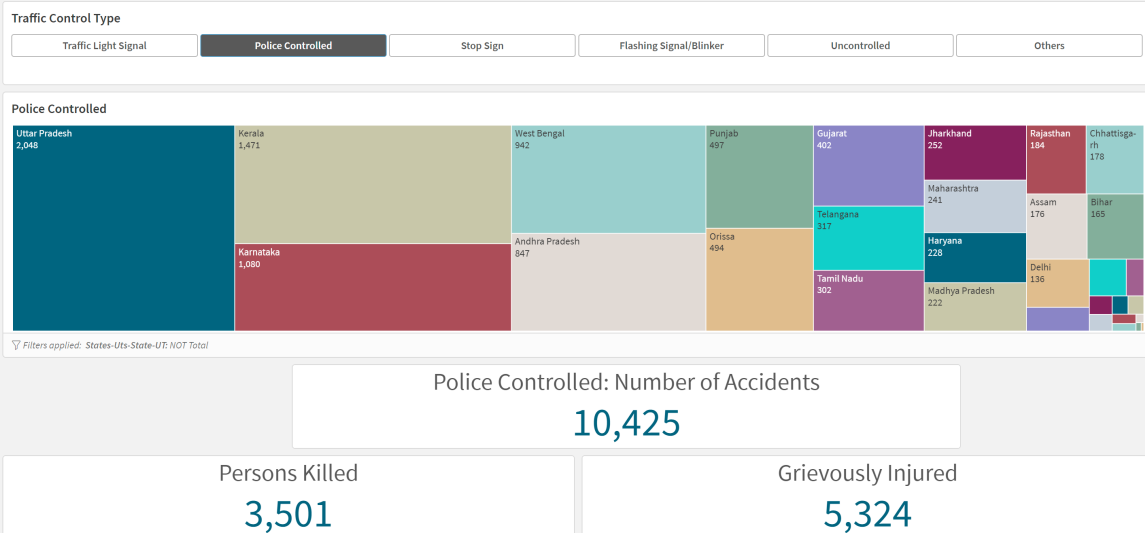 Traffic Control Type
Traffic Light Signal
Police Controlled
Stop Sign
Flashing Signal/Blinker
Uncontrolled
Others
Police Controlled
Uttar Pradesh
2,048
Kerala
1,471
Karnataka
1,080
West Bengal
942
Andhra Pradesh
847
Punjab
497
Orissa
494
Gujarat
402
Telangana
317
Tamil Nadu
302
Jharkhand
252
Maharashtra
241
Haryana
228
Madhya Pradesh
222
Rajasthan
184
Chhattisga-
rh
178
Assam
176
Bihar
165
Delhi
136
Filters applied: States-Uts-State-UT: NOT Total
Police Controlled: Number of Accidents
10,425
Persons Killed
3,501
Grievously Injured
5,324